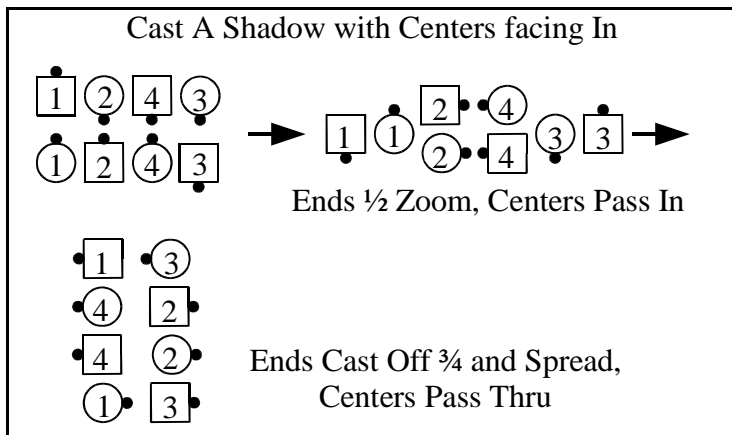 Cast A Shadow with Centers facing In
1 2 4 3
1 2 4 3
1 1 2 4 3 3
2 4
Ends ½ Zoom, Centers Pass In
1 3
4 2
4 2
1 3
Ends Cast Off ¾ and Spread,
Centers Pass Thru